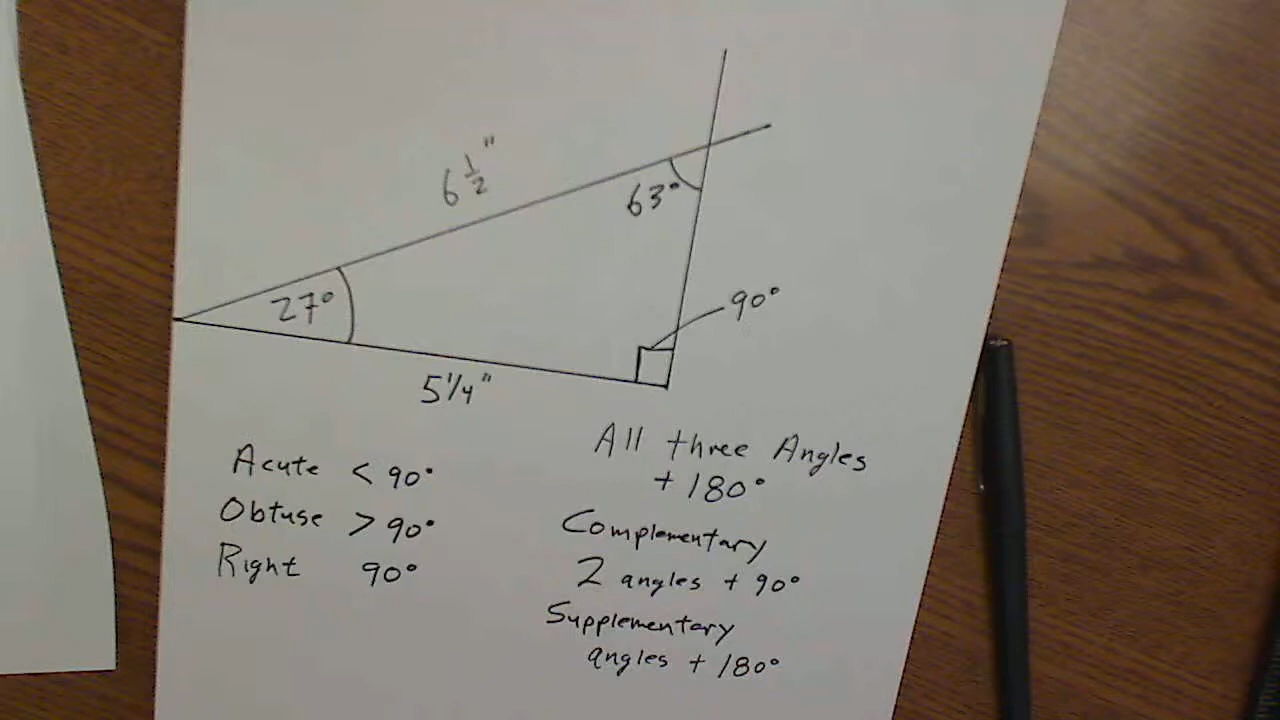 6 1/2"
63°
27°
90°
5 1/4"
Acute < 90°
Obtuse > 90°
Right 90°
All three Angles
+ 180°
Complementary
2 angles + 90°
Supplementary
angles + 180°